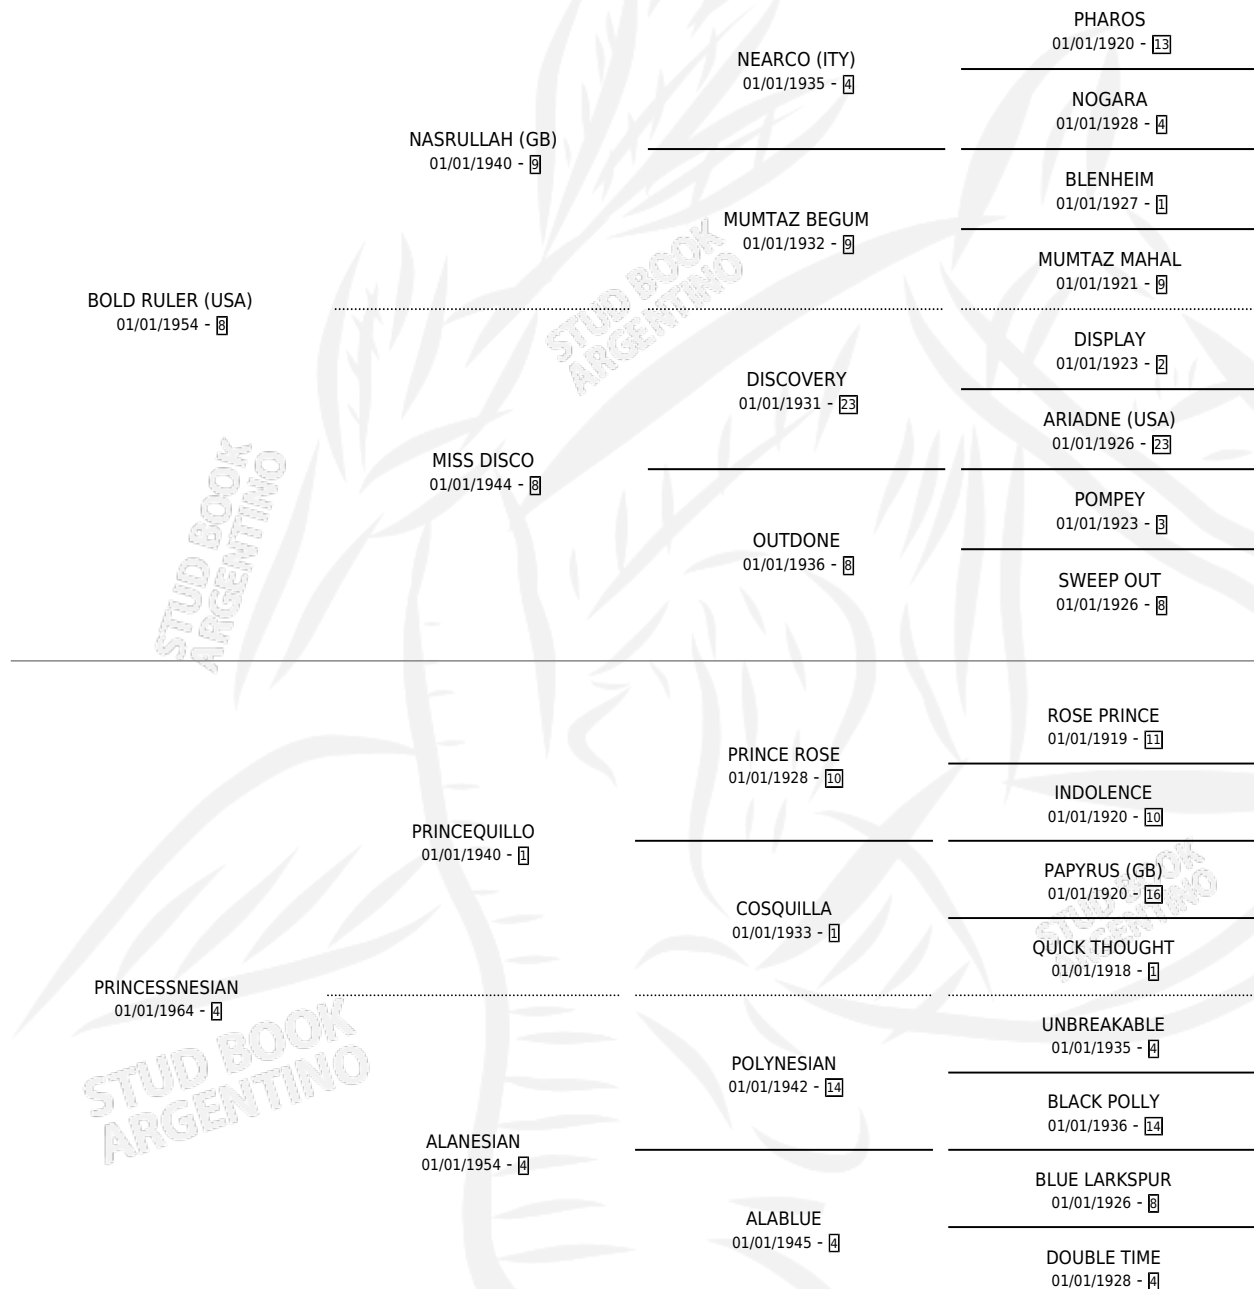 BOLD RULER (USA)
01/01/1954 - 8
NASRULLAH (GB)
01/01/1940 - 9
MISS DISCO
01/01/1944 - 8
NEARCO (ITY)
01/01/1935 - 4
MUMTAZ BEGUM
01/01/1932 - 9
DISCOVERY
01/01/1931 - 23
OUTDONE
01/01/1936 - 8
PHAROS
01/01/1920 - 13
NOGARA
01/01/1928 - 4
BLENHEIM
01/01/1927 - 1
MUMTAZ MAHAL
01/01/1921 - 9
DISPLAY
01/01/1923 - 2
ARIADNE (USA)
01/01/1926 - 23
POMPEY
01/01/1923 - 3
SWEEP OUT
01/01/1926 - 8
PRINCESSNESIAN
01/01/1964 - 4
PRINCEQUILLO
01/01/1940 - 1
ALANESIAN
01/01/1954 - 4
PRINCE ROSE
01/01/1928 - 10
COSQUILLA
01/01/1933 - 1
POLYNESIAN
01/01/1942 - 14
ALABLUE
01/01/1945 - 4
ROSE PRINCE
01/01/1919 - 11
INDOLENCE
01/01/1920 - 10
PAPYRUS (GB)
01/01/1920 - 16
QUICK THOUGHT
01/01/1918 - 1
UNBREAKABLE
01/01/1935 - 4
BLACK POLLY
01/01/1936 - 14
BLUE LARKSPUR
01/01/1926 - 8
DOUBLE TIME
01/01/1928 - 4
STUD BOOK
ARGENTINO
STUD BOOK
ARGENTINO
STUD BOOK
ARGENTINO
STUD BOOK
ARGENTINO